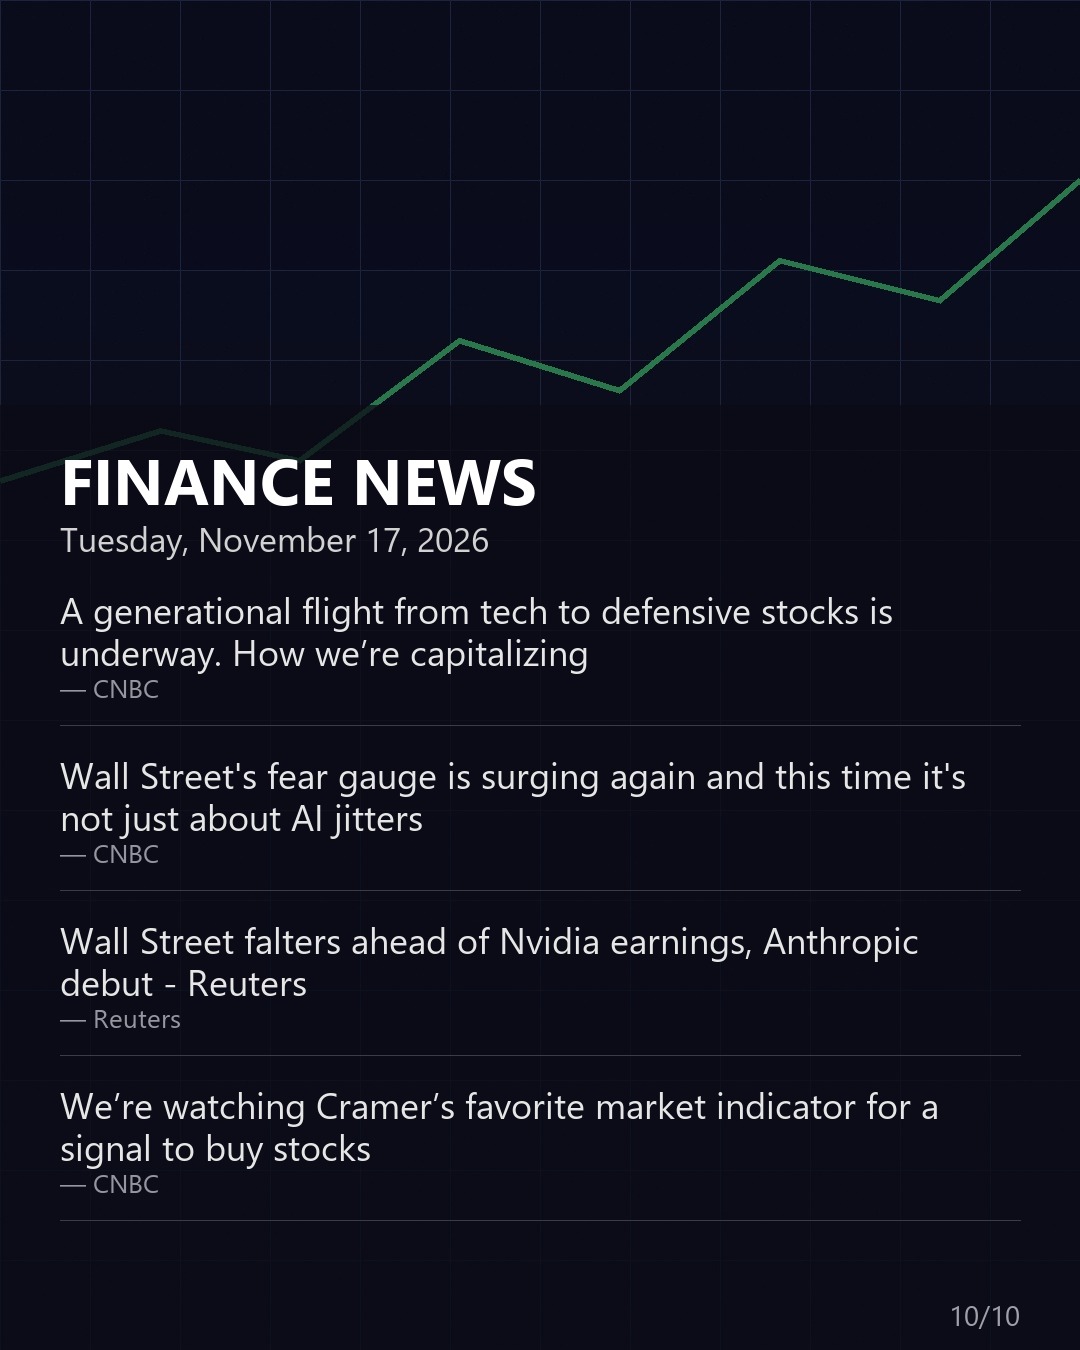 FINANCE NEWS
Tuesday, November 17, 2026
A generational flight from tech to defensive stocks is
underway. How we’re capitalizing
— CNBC
Wall Street's fear gauge is surging again and this time it's
not just about AI jitters
— CNBC
Wall Street falters ahead of Nvidia earnings, Anthropic
debut - Reuters
— Reuters
We’re watching Cramer’s favorite market indicator for a
signal to buy stocks
— CNBC
10/10